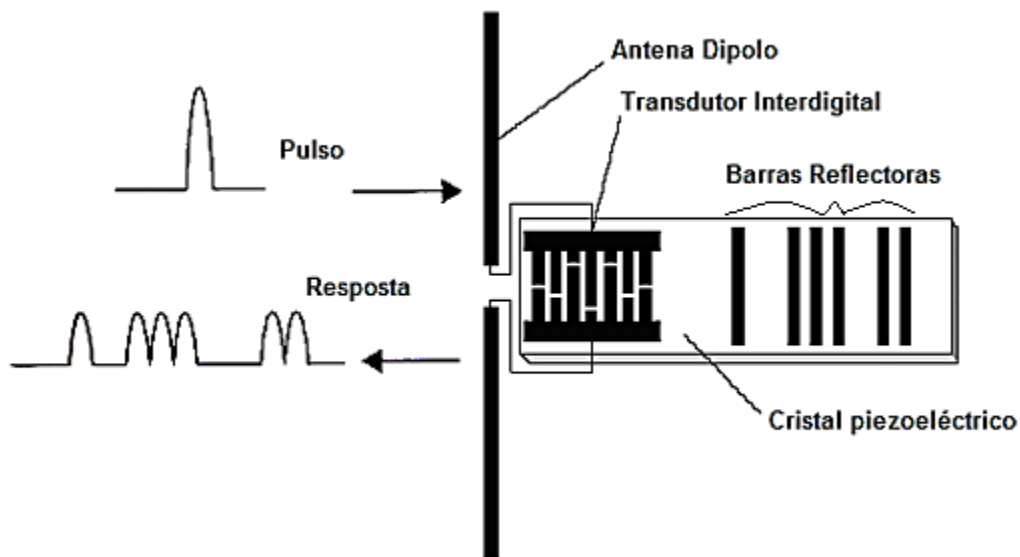 Antena Dipolo
Transdutor Interdigital
Pulso
Barras Reflectoras
Resposta
Cristal piezoeléctrico